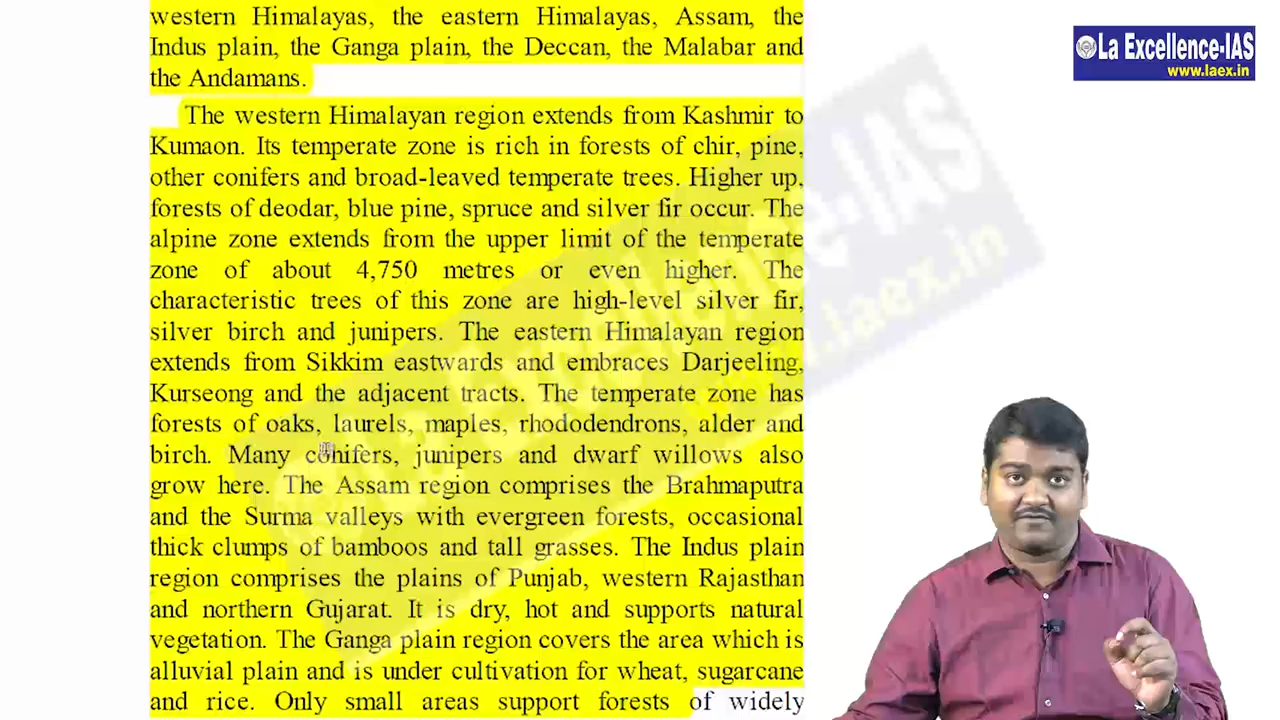 western Himalayas, the eastern Himalayas, Assam, the
Indus plain, the Ganga plain, the Deccan, the Malabar and
the Andamans.
The western Himalayan region extends from Kashmir to
Kumaon. Its temperate zone is rich in forests of chir, pine,
other conifers and broad-leaved temperate trees. Higher up,
forests of deodar, blue pine, spruce and silver fir occur. The
alpine zone extends from the upper limit of the temperate
zone of about 4,750 metres or even higher. The
characteristic trees of this zone are high-level silver fir,
silver birch and junipers. The eastern Himalayan region
extends from Sikkim eastwards and embraces Darjeeling,
Kurseong and the adjacent tracts. The temperate zone has
forests of oaks, laurels, maples, rhododendrons, alder and
birch. Many conifers, junipers and dwarf willows also
grow here. The Assam region comprises the Brahmaputra
and the Surma valleys with evergreen forests, occasional
thick clumps of bamboos and tall grasses. The Indus plain
region comprises the plains of Punjab, western Rajasthan
and northern Gujarat. It is dry, hot and supports natural
vegetation. The Ganga plain region covers the area which is
alluvial plain and is under cultivation for wheat, sugarcane
and rice. Only small areas support forests of widely
La Excellence-IAS
www.laex.in